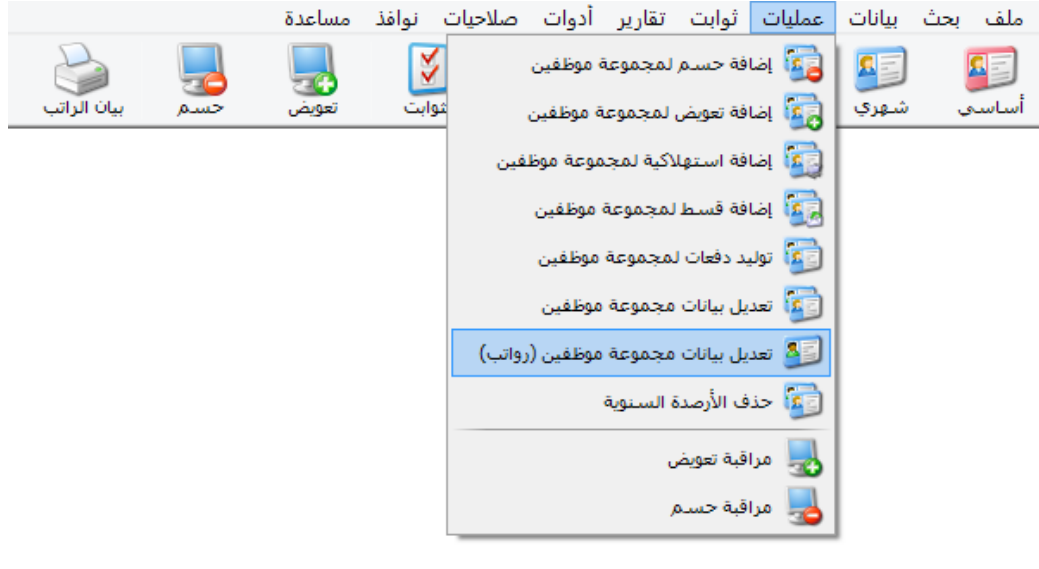 ملف بحث بيانات عمليات ثوابت تقارير أدوات صلاحيات نوافذ مساعدة
أساسي شهري ثوابت تعويض حسم بيان الراتب
إضافة حسم لمجموعة موظفين
إضافة تعويض لمجموعة موظفين
إضافة استهلاكية لمجموعة موظفين
إضافة قسط لمجموعة موظفين
توليد دفعات لمجموعة موظفين
تعديل بيانات مجموعة موظفين
تعديل بيانات مجموعة موظفين (رواتب)
حذف الأرصدة السنوية
مراقبة تعويض
مراقبة حسم